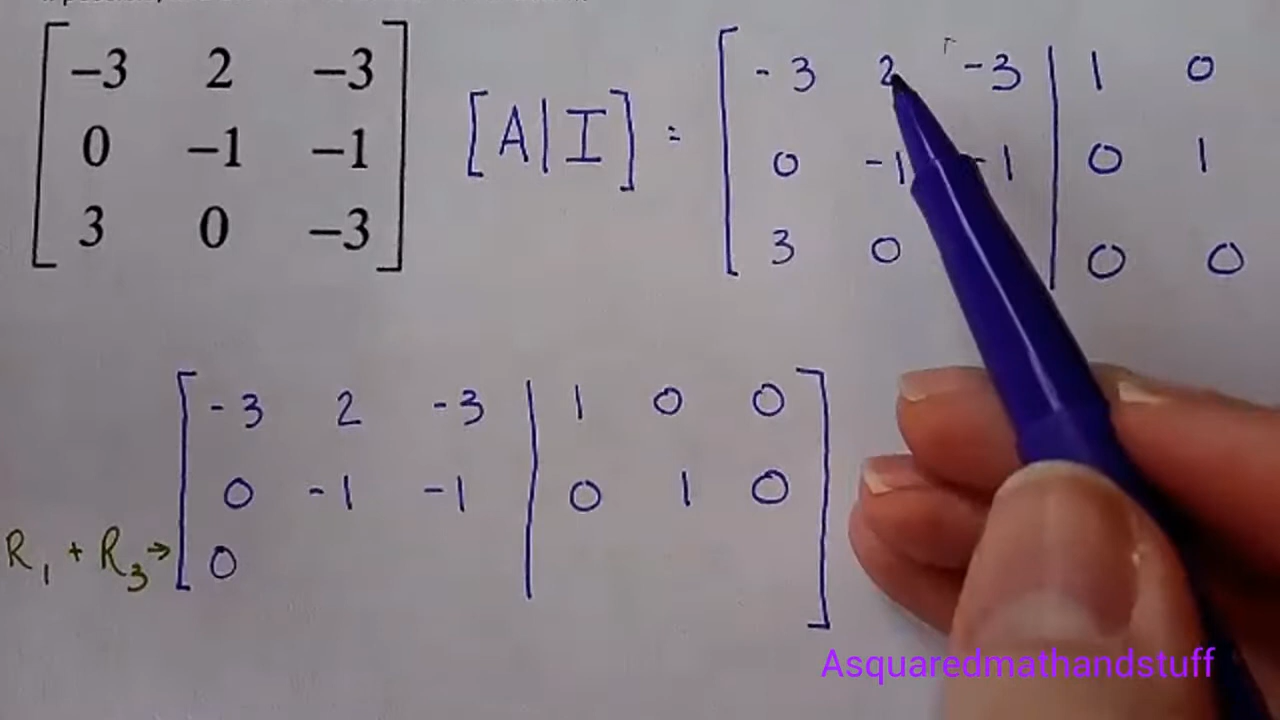 -3 2 -3
0 -1 -1
3 0 -3
[A|I] =
-3 2 -3 | 1 0
0 -1 -1 | 0 1
3 0 | 0 0
-3 2 -3 | 1 0 0
0 -1 -1 | 0 1 0
R₁ + R₃ → 0
Asquaredmathandstuff